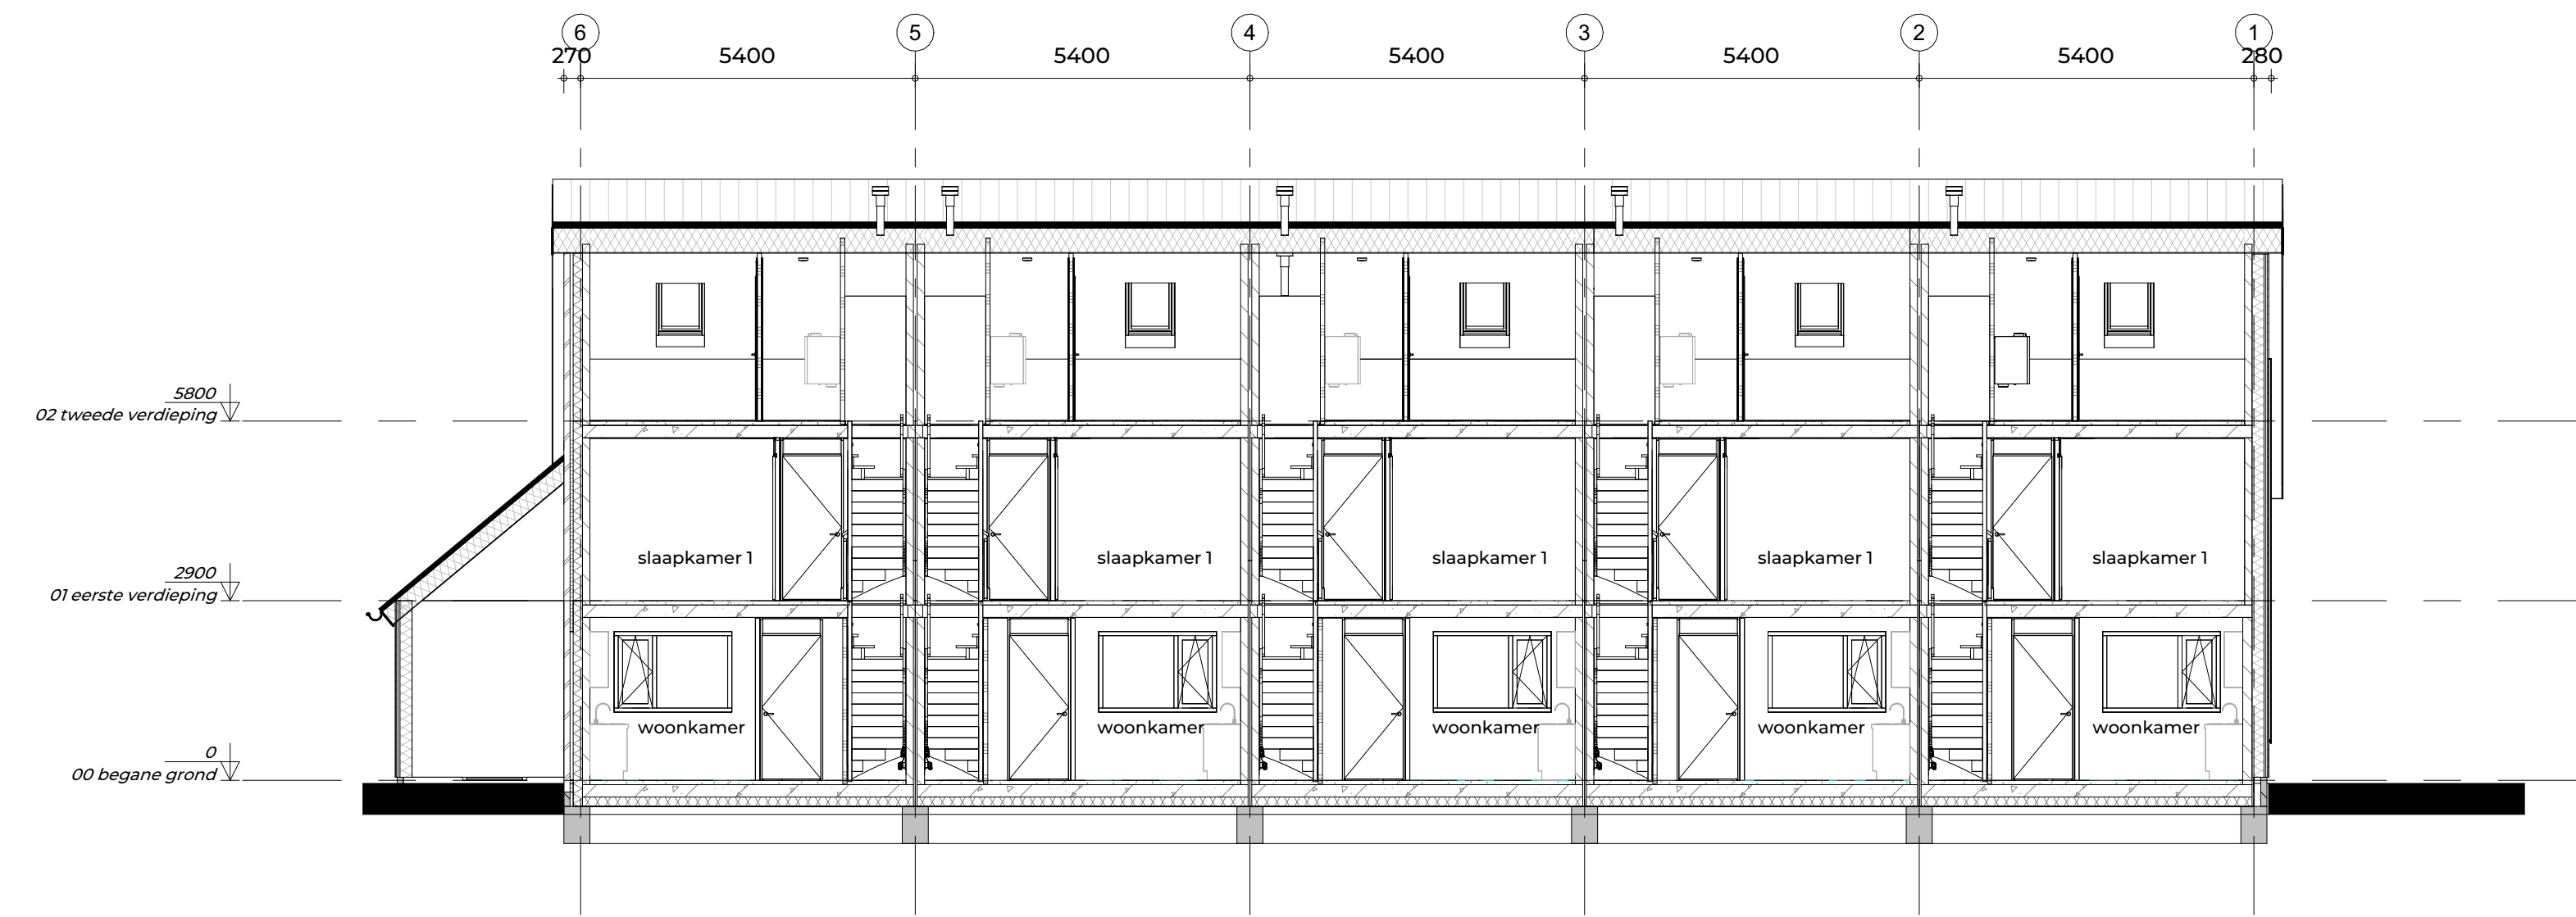 6 5 4 3 2 1
270 5400 5400 5400 5400 5400 280
5800
02 tweede verdieping
slaapkamer 1 slaapkamer 1 slaapkamer 1 slaapkamer 1 slaapkamer 1
2900
01 eerste verdieping
woonkamer woonkamer woonkamer woonkamer woonkamer
0
00 begane grond